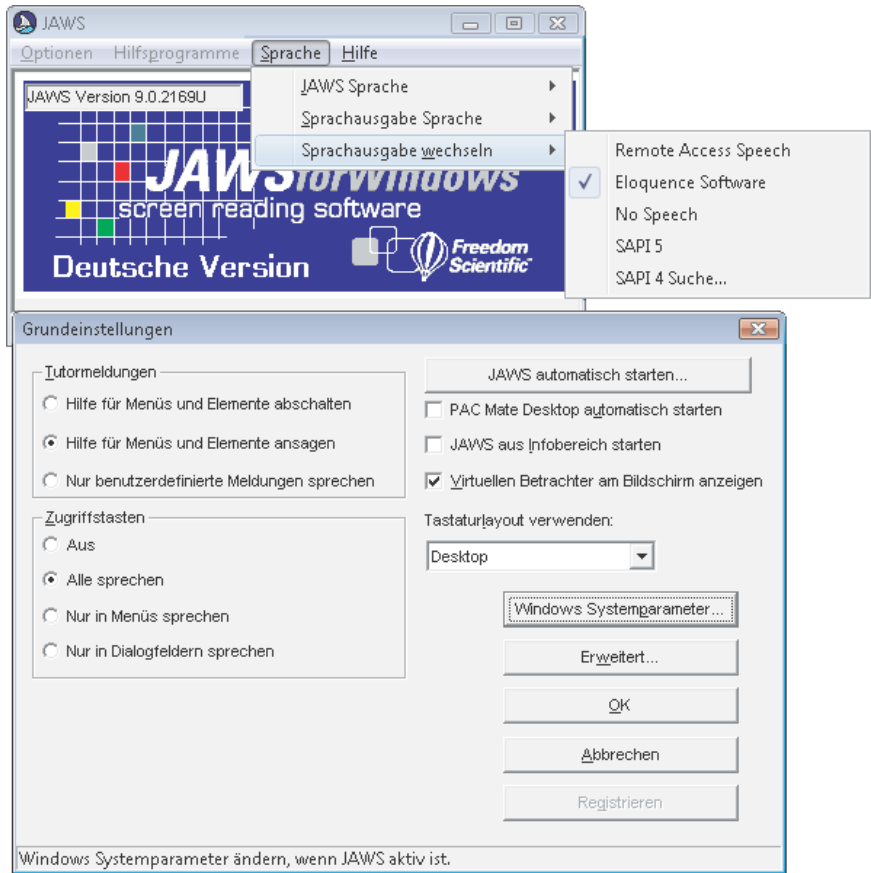 JAWS
Optionen Hilfsprogramme Sprache Hilfe
JAWS Version 9.0.2169U
JAWS Sprache
Sprachausgabe Sprache
Sprachausgabe wechseln
Remote Access Speech
Eloquence Software
No Speech
SAPI 5
SAPI 4 Suche...
JAWS for Windows
screen reading software
Deutsche Version
Freedom
Scientific
Grundeinstellungen
Tutormeldungen
Hilfe für Menüs und Elemente abschalten
Hilfe für Menüs und Elemente ansagen
Nur benutzerdefinierte Meldungen sprechen
Zugriffstasten
Aus
Alle sprechen
Nur in Menüs sprechen
Nur in Dialogfeldern sprechen
JAWS automatisch starten...
PAC Mate Desktop automatisch starten
JAWS aus Infobereich starten
Virtuellen Betrachter am Bildschirm anzeigen
Tastaturlayout verwenden:
Desktop
Windows Systemparameter...
Erweitert...
OK
Abbrechen
Registrieren
Windows Systemparameter ändern, wenn JAWS aktiv ist.